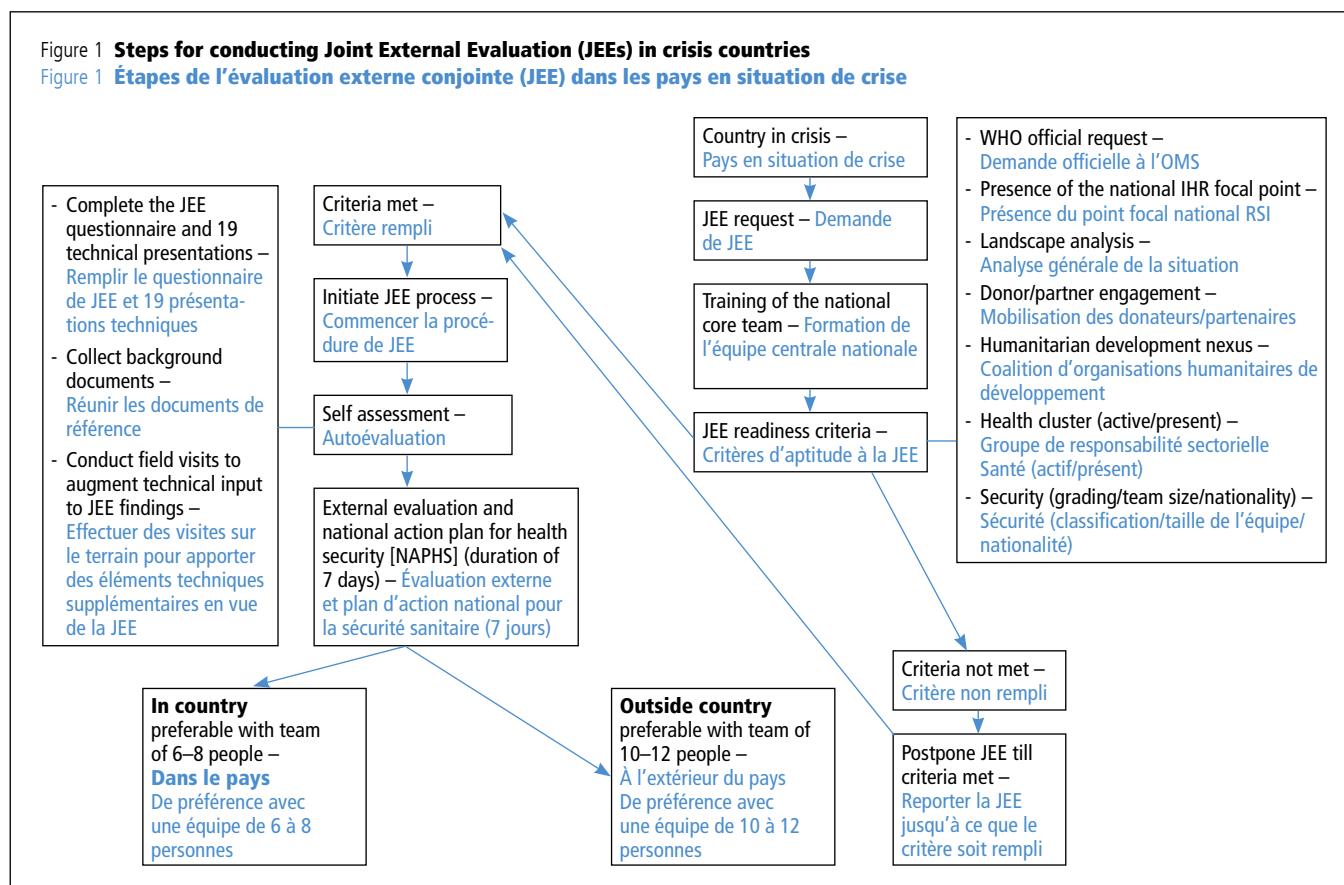 Figure 1 Steps for conducting Joint External Evaluation (JEEs) in crisis countries
Figure 1 Étapes de l'évaluation externe conjointe (JEE) dans les pays en situation de crise
Country in crisis –
Pays en situation de crise
JEE request – Demande
de JEE
Training of the national
core team – Formation de
l'équipe centrale nationale
JEE readiness criteria –
Critères d'aptitude à la JEE
- WHO official request –
Demande officielle à l'OMS
- Presence of the national IHR focal point –
Présence du point focal national RSI
- Landscape analysis –
Analyse générale de la situation
- Donor/partner engagement –
Mobilisation des donateurs/partenaires
- Humanitarian development nexus –
Coalition d'organisations humanitaires de
développement
- Health cluster (active/present) –
Groupe de responsabilité sectorielle
Santé (actif/présent)
- Security (grading/team size/nationality) –
Sécurité (classification/taille de l'équipe/
nationalité)
Criteria met –
Critère rempli
Initiate JEE process –
Commencer la procé-
dure de JEE
Self assessment –
Autoévaluation
- Complete the JEE
questionnaire and 19
technical presentations –
Remplir le questionnaire
de JEE et 19 présenta-
tions techniques
- Collect background
documents –
Réunir les documents de
référence
- Conduct field visits to
augment technical input
to JEE findings –
Effectuer des visites sur
le terrain pour apporter
des éléments techniques
supplémentaires en vue
de la JEE
External evaluation and
national action plan for health
security [NAPHS] (duration of
7 days) – Évaluation externe
et plan d'action national pour
la sécurité sanitaire (7 jours)
In country
preferable with team
of 6–8 people –
Dans le pays
De préférence avec
une équipe de 6 à 8
personnes
Outside country
preferable with team of
10–12 people –
À l'extérieur du pays
De préférence avec
une équipe de 10 à 12
personnes
Criteria not met –
Critère non rempli
Postpone JEE till
criteria met –
Reporter la JEE
jusqu'à ce que le
critère soit rempli